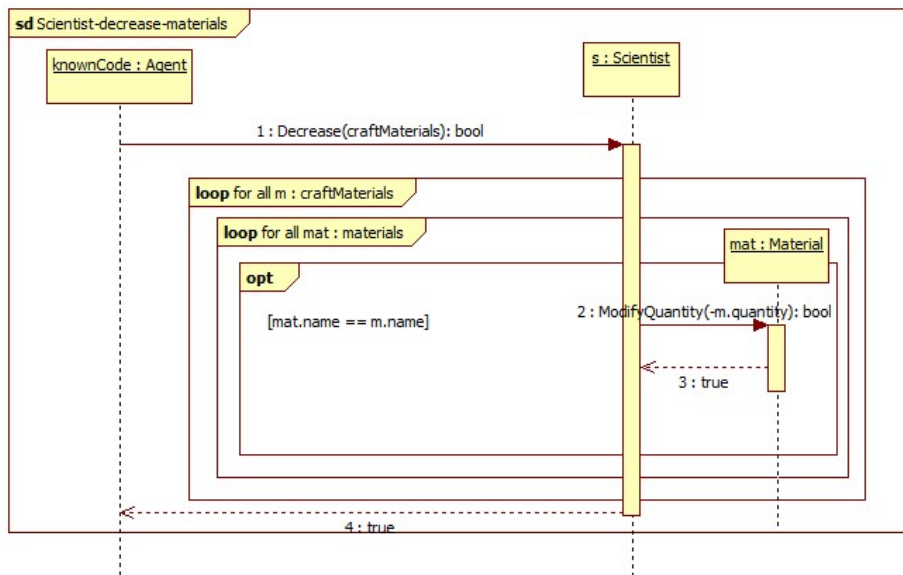 sd Scientist-decrease-materials
knownCode : Agent
s : Scientist
1 : Decrease(craftMaterials): bool
loop for all m : craftMaterials
loop for all mat : materials
mat : Material
opt
[mat.name == m.name]
2 : ModifyQuantity(-m.quantity): bool
3 : true
4 : true